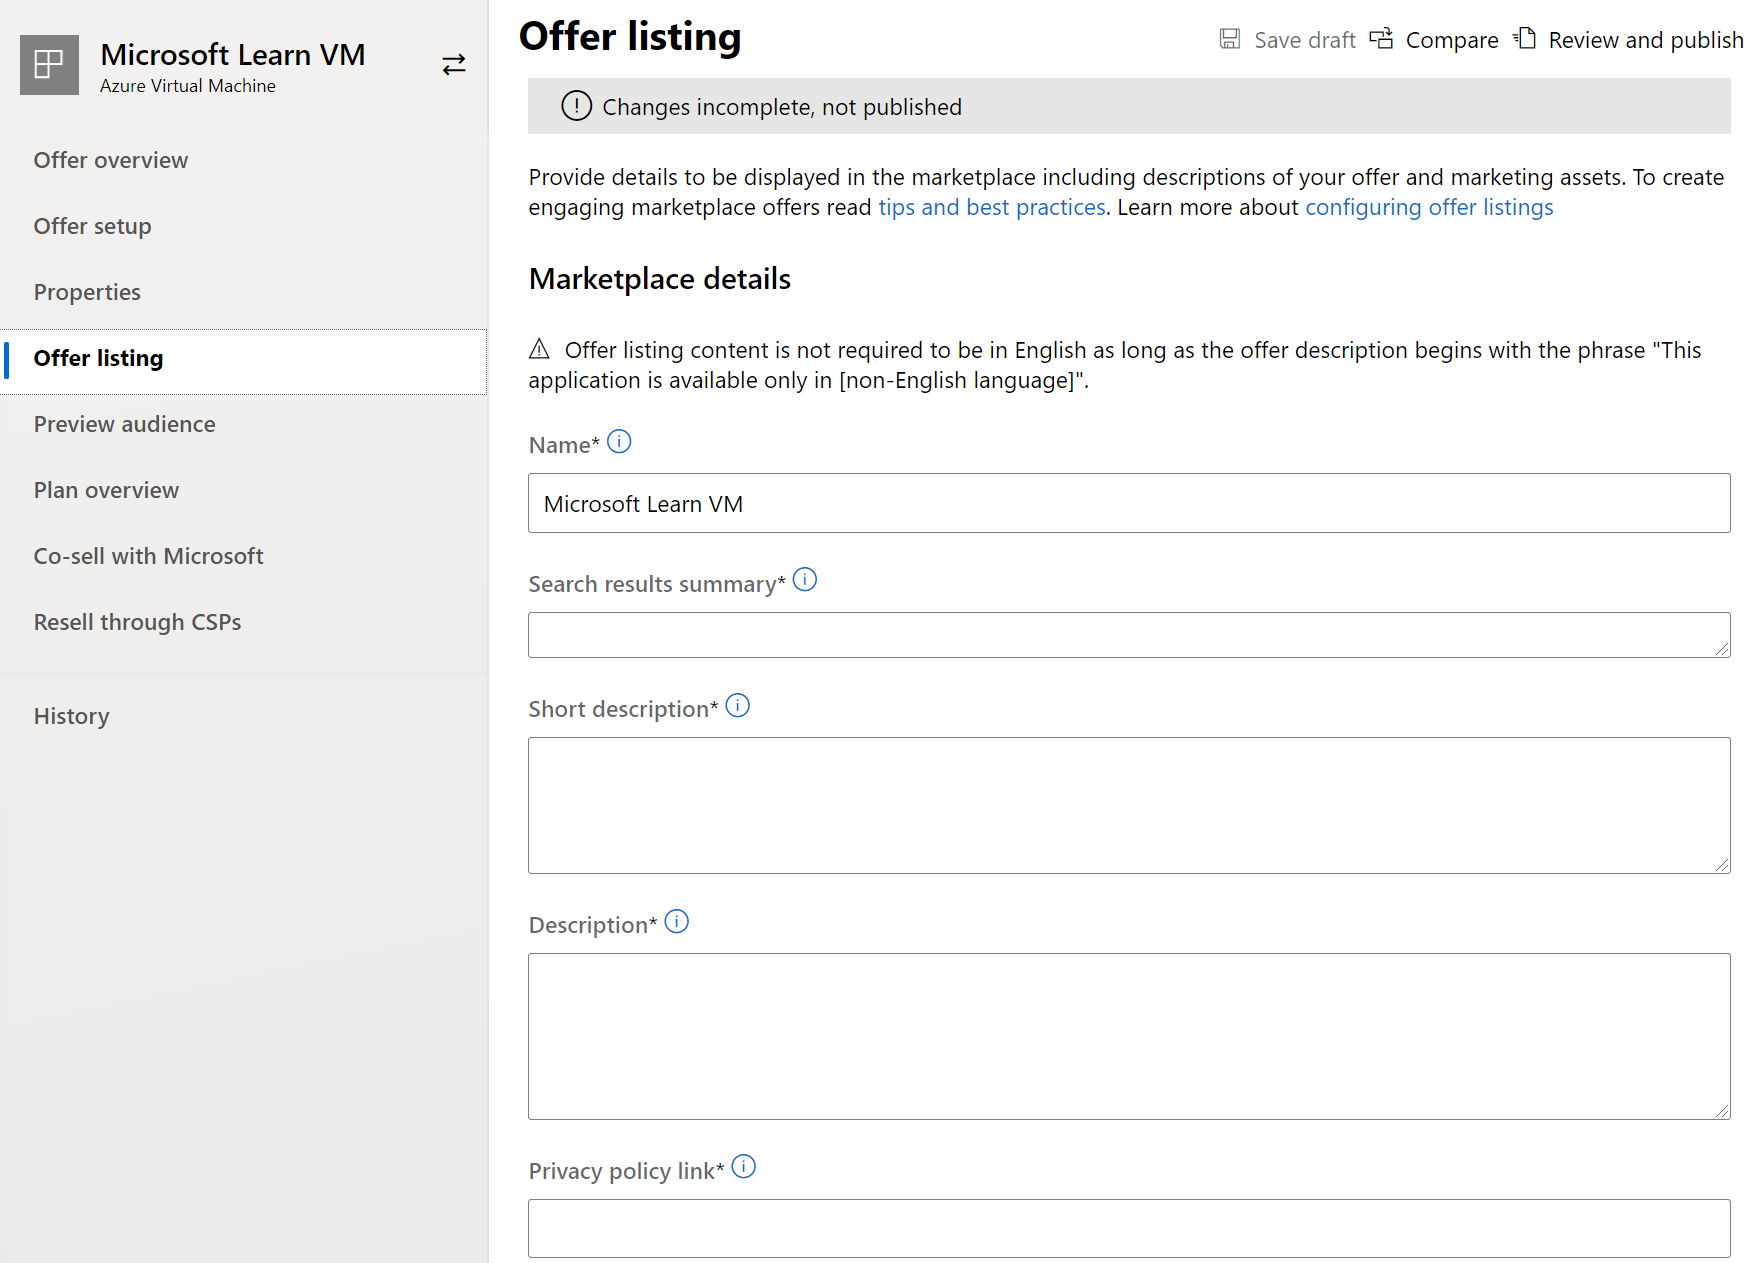 Microsoft Learn VM
Azure Virtual Machine
Offer overview
Offer setup
Properties
Offer listing
Preview audience
Plan overview
Co-sell with Microsoft
Resell through CSPs
History
Offer listing
Save draft
Compare
Review and publish
Changes incomplete, not published
Provide details to be displayed in the marketplace including descriptions of your offer and marketing assets. To create
engaging marketplace offers read tips and best practices. Learn more about configuring offer listings
Marketplace details
Offer listing content is not required to be in English as long as the offer description begins with the phrase "This
application is available only in [non-English language]".
Name*
Microsoft Learn VM
Search results summary*
Short description*
Description*
Privacy policy link*